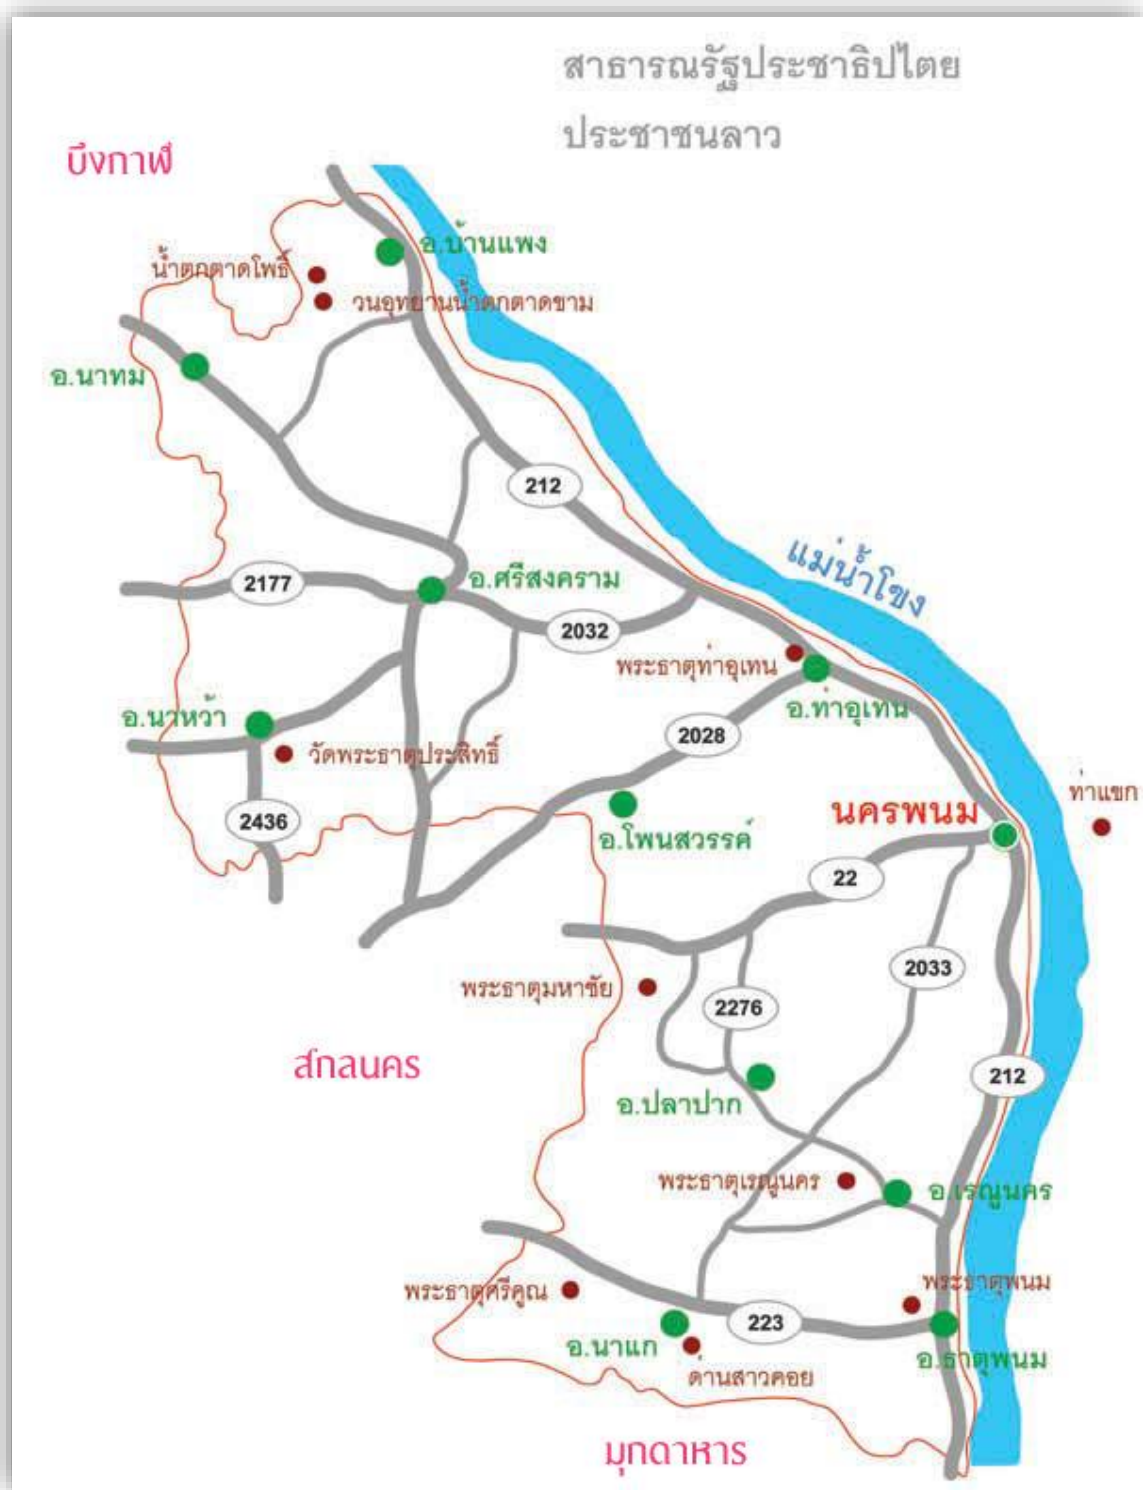 สาธารณรัฐประชาธิปไตย
ประชาชนลาว
บึงกาฬ
อ.บ้านแพง
น้ำตกตาดโพธิ์
วนอุทยานน้ำตกตาดขาม
อ.นาทม
212
แม่น้ำโขง
2177
อ.ศรีสงคราม
2032
พระธาตุท่าอุเทน
อ.ท่าอุเทน
อ.นาหว้า
2028
วัดพระธาตุประสิทธิ์
ท่าแขก
นครพนม
2436
อ.โพนสวรรค์
22
2033
พระธาตุมหาชัย
2276
สกลนคร
212
อ.ปลาปาก
พระธาตุเรณูนคร
อ.เรณูนคร
พระธาตุศรีคูณ
พระธาตุพนม
223
อ.นาแก
อ.ธาตุพนม
ด่านสาวคอย
มุกดาหาร